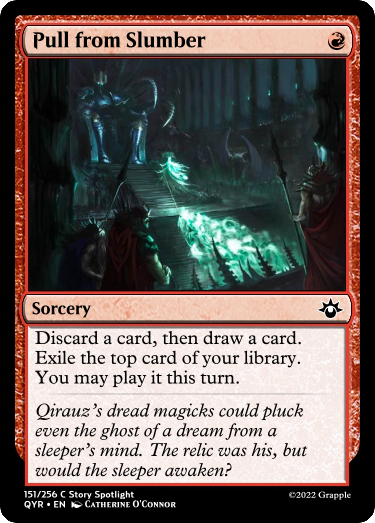 Pull from Slumber
Sorcery
Discard a card, then draw a card.
Exile the top card of your library.
You may play it this turn.
Qirauz's dread magicks could pluck
even the ghost of a dream from a
sleeper's mind. The relic was his, but
would the sleeper awaken?
151/256 C Story Spotlight
QYR • EN Catherine O'Connor
©2022 Grapple